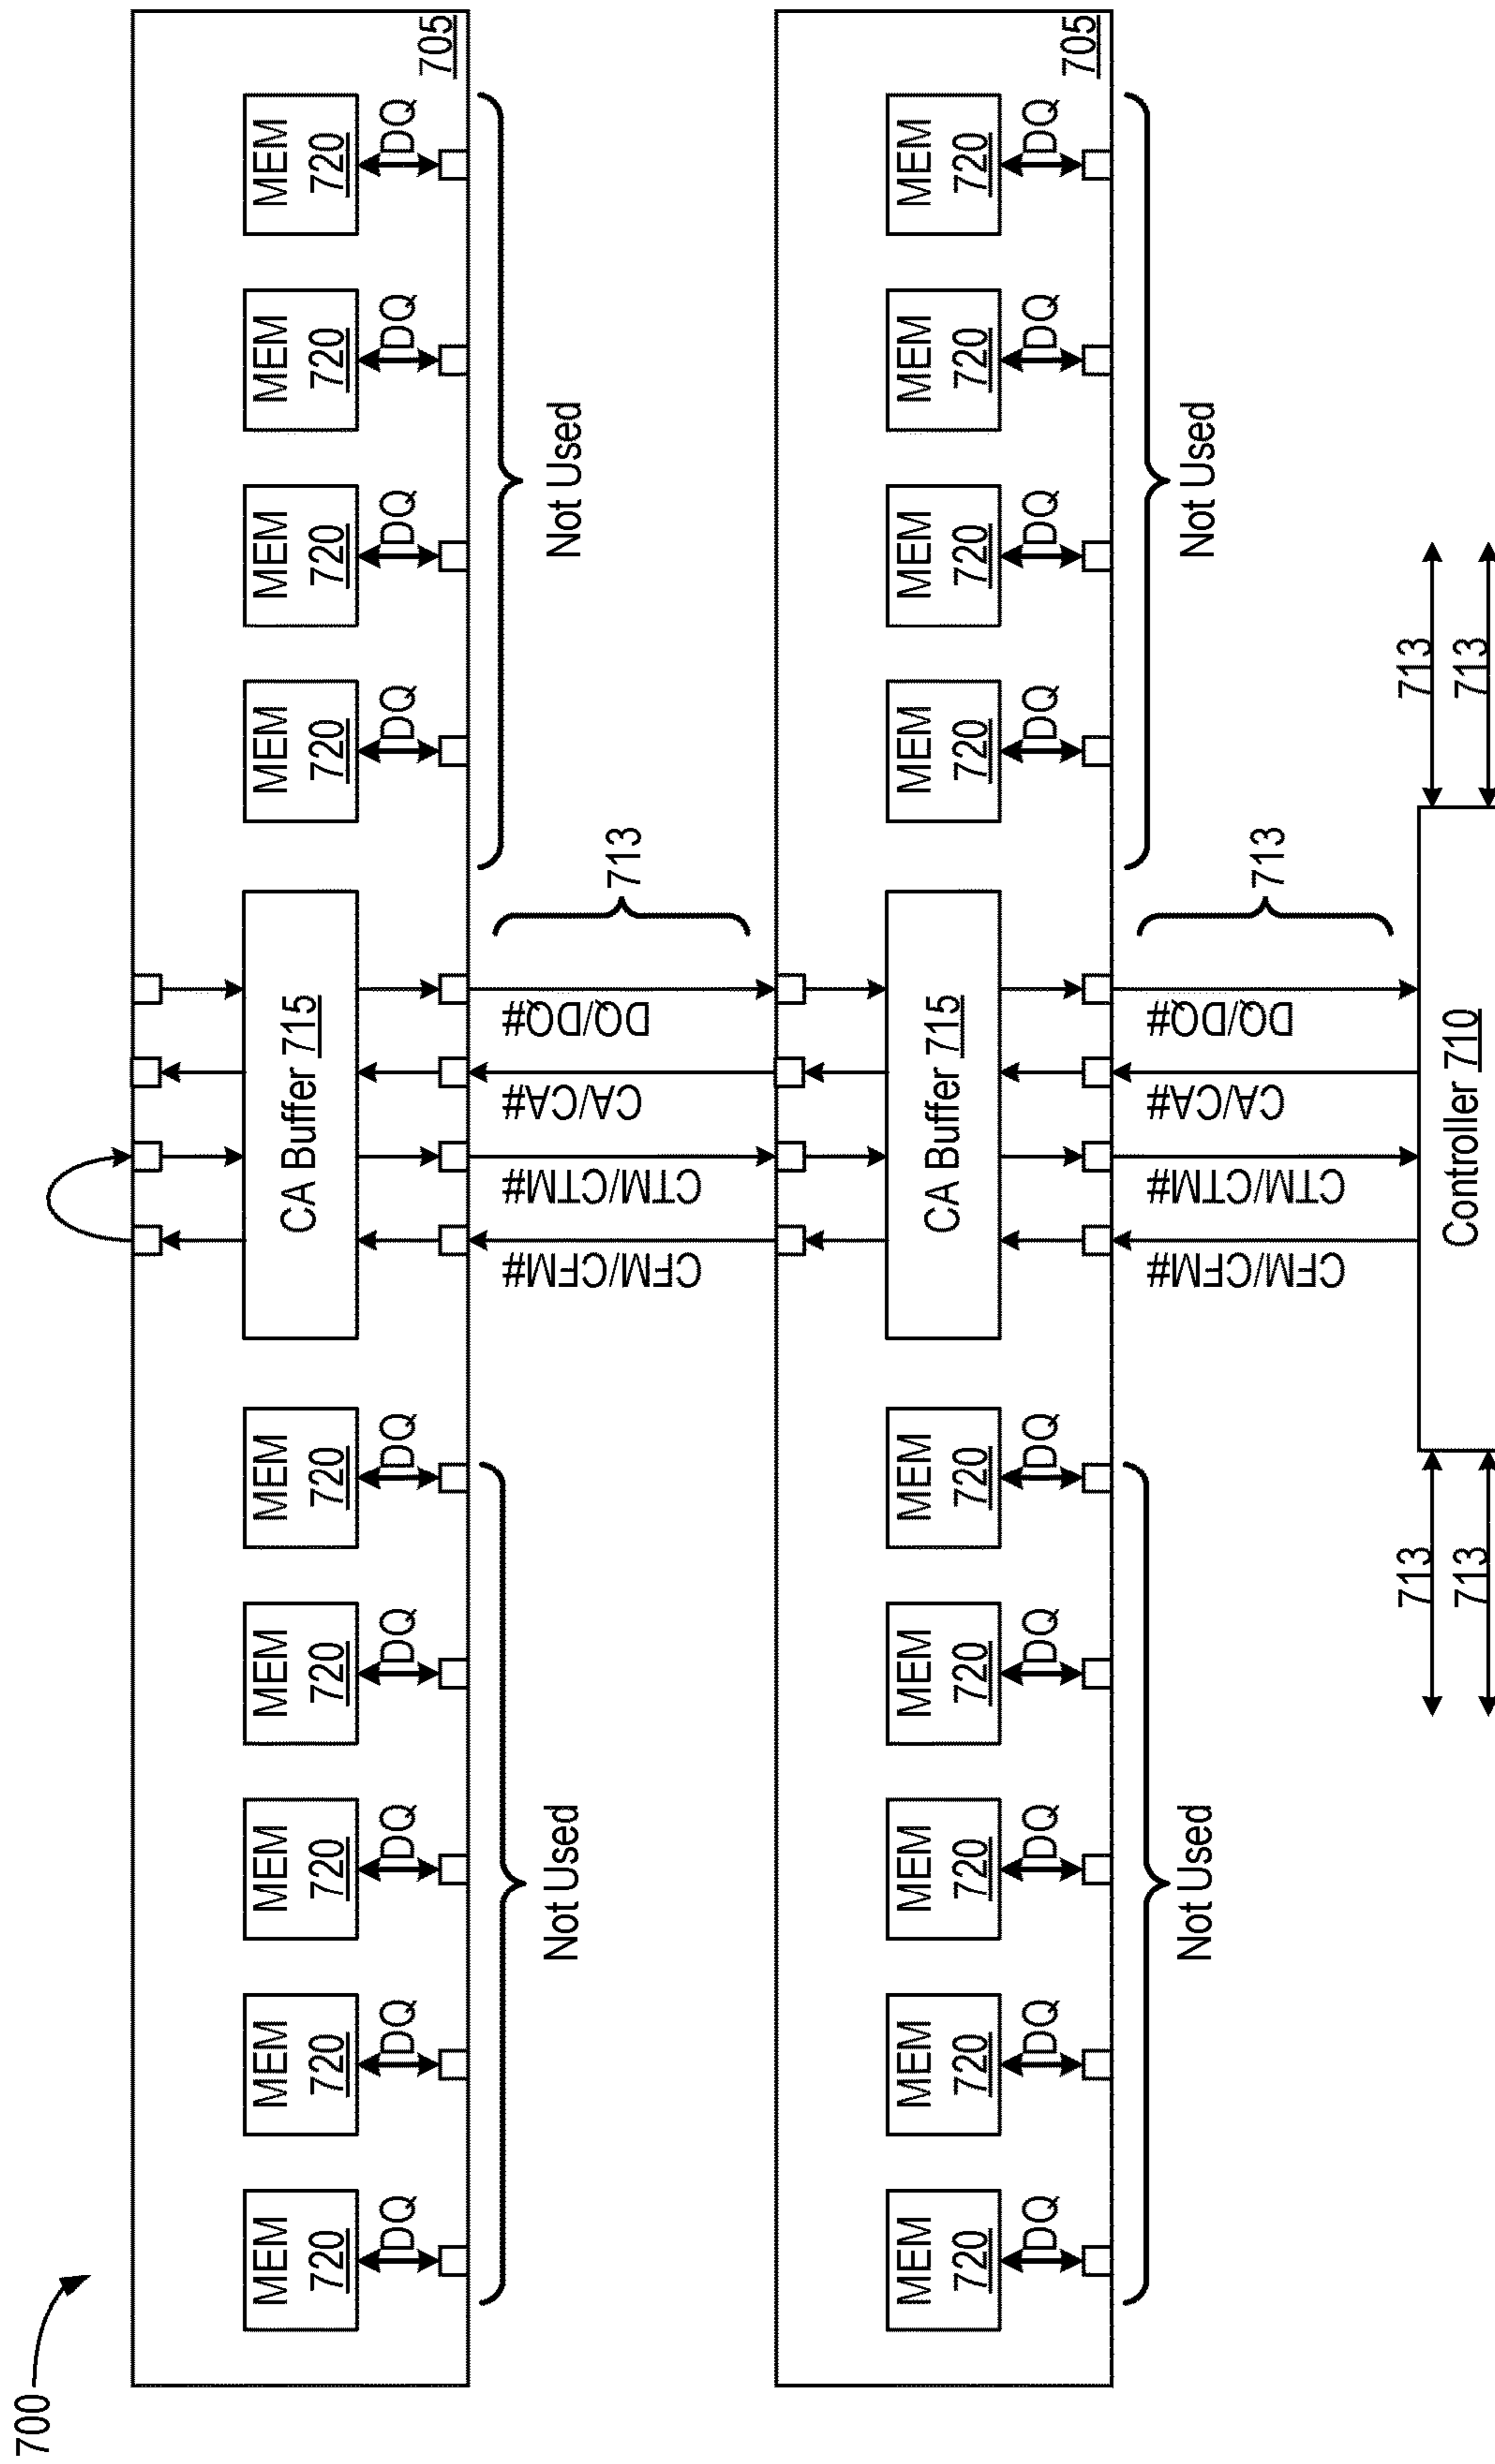 700
MEM
720
MEM
720
MEM
720
MEM
720
MEM
720
CA Buffer 715
MEM
720
MEM
720
MEM
720
MEM
720
DQ
DQ
DQ
DQ
DQ
DQ
DQ
DQ
DQ
705
Not Used
CFM/CFM#
CTM/CTM#
CA/CA#
DQ/DQ#
713
Not Used
MEM
720
MEM
720
MEM
720
MEM
720
MEM
720
CA Buffer 715
MEM
720
MEM
720
MEM
720
MEM
720
DQ
DQ
DQ
DQ
DQ
DQ
DQ
DQ
DQ
705
Not Used
CFM/CFM#
CTM/CTM#
CA/CA#
DQ/DQ#
713
Not Used
713
713
Controller 710
713
713